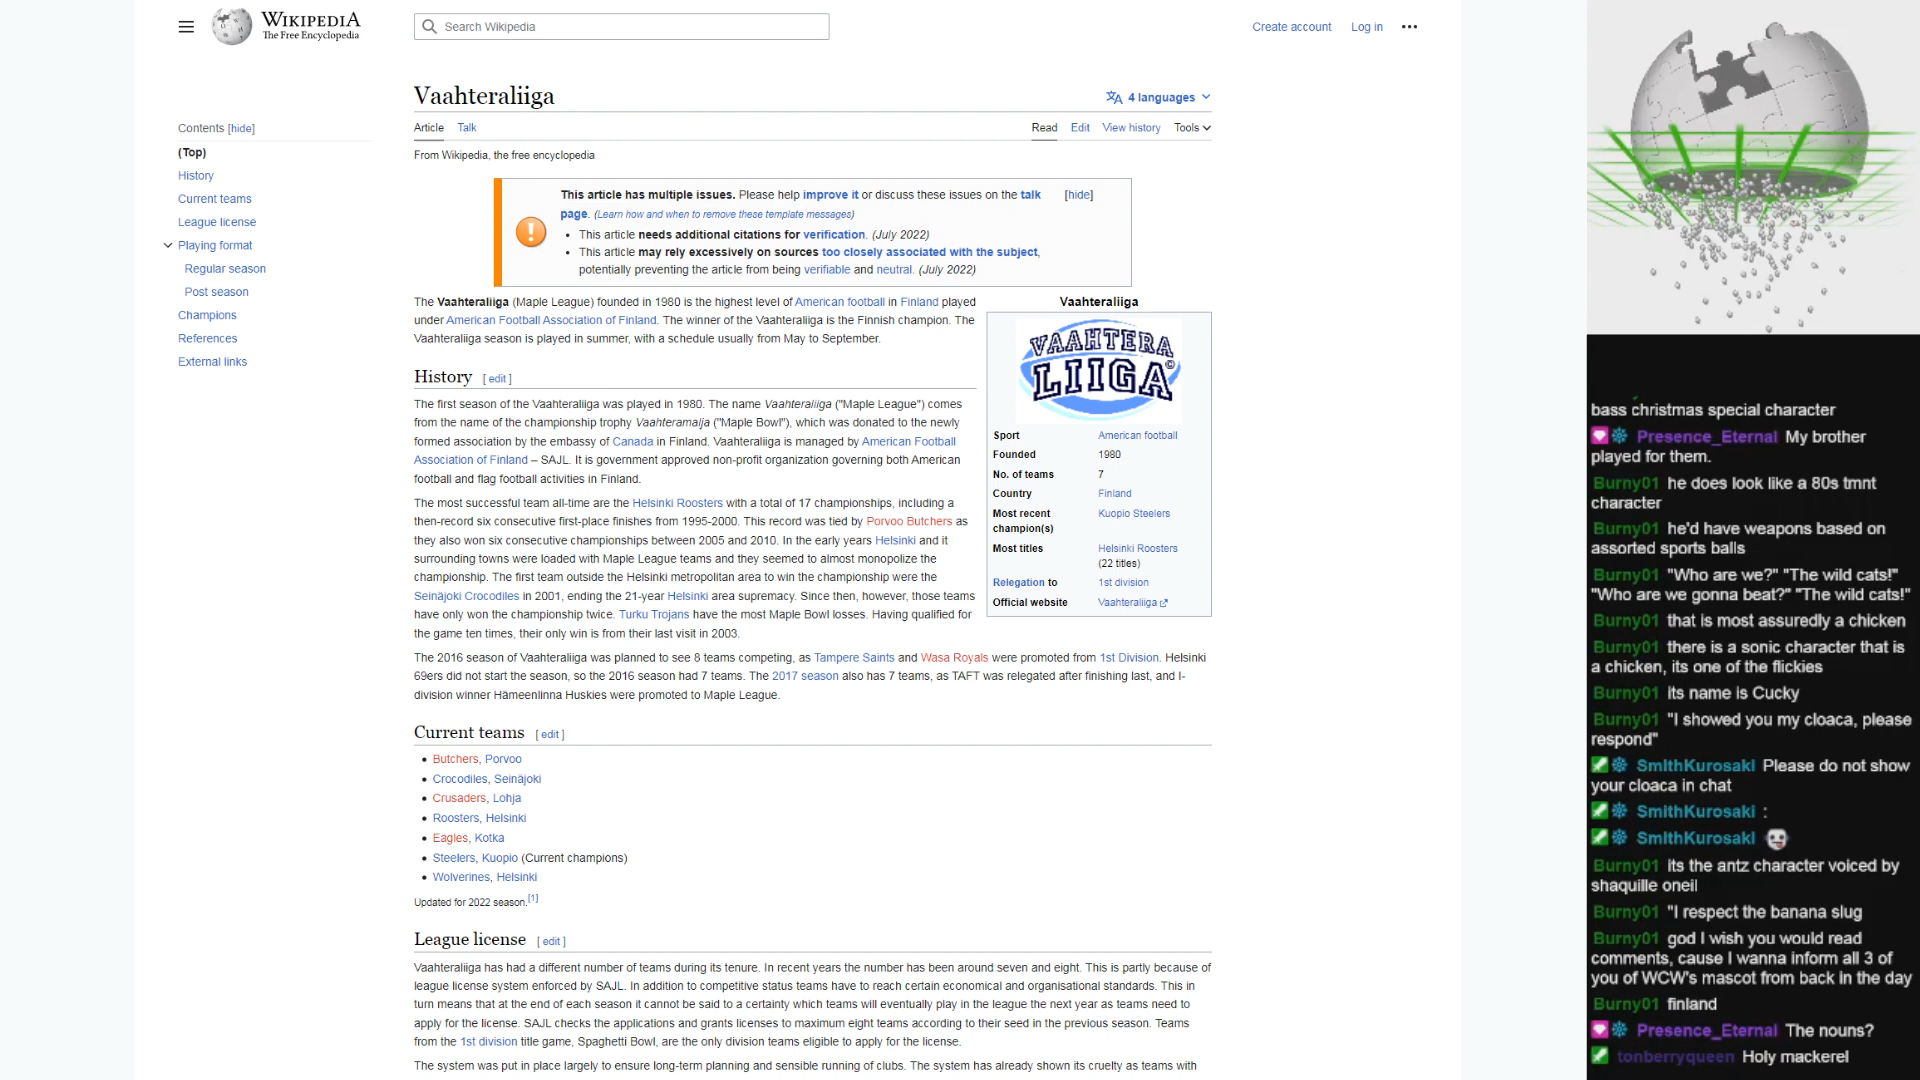 WIKIPEDIA
The Free Encyclopedia
Search Wikipedia
Create account
Log in
Vaahteraliiga
4 languages
Article
Talk
Read
Edit
View history
Tools
From Wikipedia, the free encyclopedia
Contents [hide]
(Top)
History
Current teams
League license
Playing format
Regular season
Post season
Champions
References
External links
This article has multiple issues. Please help improve it or discuss these issues on the talk
page. (Learn how and when to remove these template messages)
[hide]
• This article needs additional citations for verification. (July 2022)
• This article may rely excessively on sources too closely associated with the subject,
potentially preventing the article from being verifiable and neutral. (July 2022)
The Vaahteraliiga (Maple League) founded in 1980 is the highest level of American football in Finland played
under American Football Association of Finland. The winner of the Vaahteraliiga is the Finnish champion. The
Vaahteraliiga season is played in summer, with a schedule usually from May to September.
Vaahteraliiga
VAAHTERA
LIIGA ©
Sport American football
Founded 1980
No. of teams 7
Country Finland
Most recent Kuopio Steelers
champion(s)
Most titles Helsinki Roosters
(22 titles)
Relegation to 1st division
Official website Vaahteraliiga
History [ edit ]
The first season of the Vaahteraliiga was played in 1980. The name Vaahteraliiga ("Maple League") comes
from the name of the championship trophy Vaahteramalja ("Maple Bowl"), which was donated to the newly
formed association by the embassy of Canada in Finland. Vaahteraliiga is managed by American Football
Association of Finland – SAJL. It is government approved non-profit organization governing both American
football and flag football activities in Finland.
The most successful team all-time are the Helsinki Roosters with a total of 17 championships, including a
then-record six consecutive first-place finishes from 1995-2000. This record was tied by Porvoo Butchers as
they also won six consecutive championships between 2005 and 2010. In the early years Helsinki and it
surrounding towns were loaded with Maple League teams and they seemed to almost monopolize the
championship. The first team outside the Helsinki metropolitan area to win the championship were the
Seinäjoki Crocodiles in 2001, ending the 21-year Helsinki area supremacy. Since then, however, those teams
have only won the championship twice. Turku Trojans have the most Maple Bowl losses. Having qualified for
the game ten times, their only win is from their last visit in 2003.
The 2016 season of Vaahteraliiga was planned to see 8 teams competing, as Tampere Saints and Wasa Royals were promoted from 1st Division. Helsinki
69ers did not start the season, so the 2016 season had 7 teams. The 2017 season also has 7 teams, as TAFT was relegated after finishing last, and I-
division winner Hämeenlinna Huskies were promoted to Maple League.
Current teams [ edit ]
• Butchers, Porvoo
• Crocodiles, Seinäjoki
• Crusaders, Lohja
• Roosters, Helsinki
• Eagles, Kotka
• Steelers, Kuopio (Current champions)
• Wolverines, Helsinki
Updated for 2022 season.[1]
League license [ edit ]
Vaahteraliiga has had a different number of teams during its tenure. In recent years the number has been around seven and eight. This is partly because of
league license system enforced by SAJL. In addition to competitive status teams have to reach certain economical and organisational standards. This in
turn means that at the end of each season it cannot be said to a certainty which teams will eventually play in the league the next year as teams need to
apply for the license. SAJL checks the applications and grants licenses to maximum eight teams according to their seed in the previous season. Teams
from the 1st division title game, Spaghetti Bowl, are the only division teams eligible to apply for the license.
The system was put in place largely to ensure long-term planning and sensible running of clubs. The system has already shown its cruelty as teams with
bass christmas special character
Presence_Eternal My brother
played for them.
Burny01 he does look like a 80s tmnt
character
Burny01 he'd have weapons based on
assorted sports balls
Burny01 "Who are we?" "The wild cats!"
"Who are we gonna beat?" "The wild cats!"
Burny01 that is most assuredly a chicken
Burny01 there is a sonic character that is
a chicken, its one of the flickies
Burny01 its name is Cucky
Burny01 "I showed you my cloaca, please
respond"
SmithKurosaki Please do not show
your cloaca in chat
SmithKurosaki :
SmithKurosaki
Burny01 its the antz character voiced by
shaquille oneil
Burny01 "I respect the banana slug
Burny01 god I wish you would read
comments, cause I wanna inform all 3 of
you of WCW's mascot from back in the day
Burny01 finland
Presence_Eternal The nouns?
tonberryqueen Holy mackerel